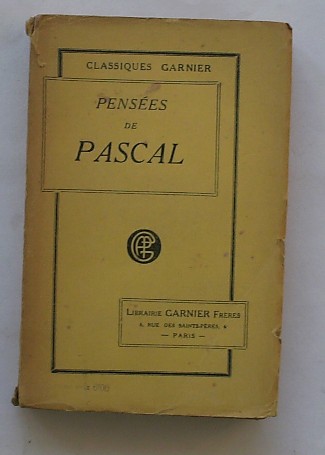 CLASSIQUES GARNIER
PENSÉES
DE
PASCAL
LIBRAIRIE GARNIER FRÈRES
6, RUE DES SAINTS-PÈRES, 6
— PARIS —